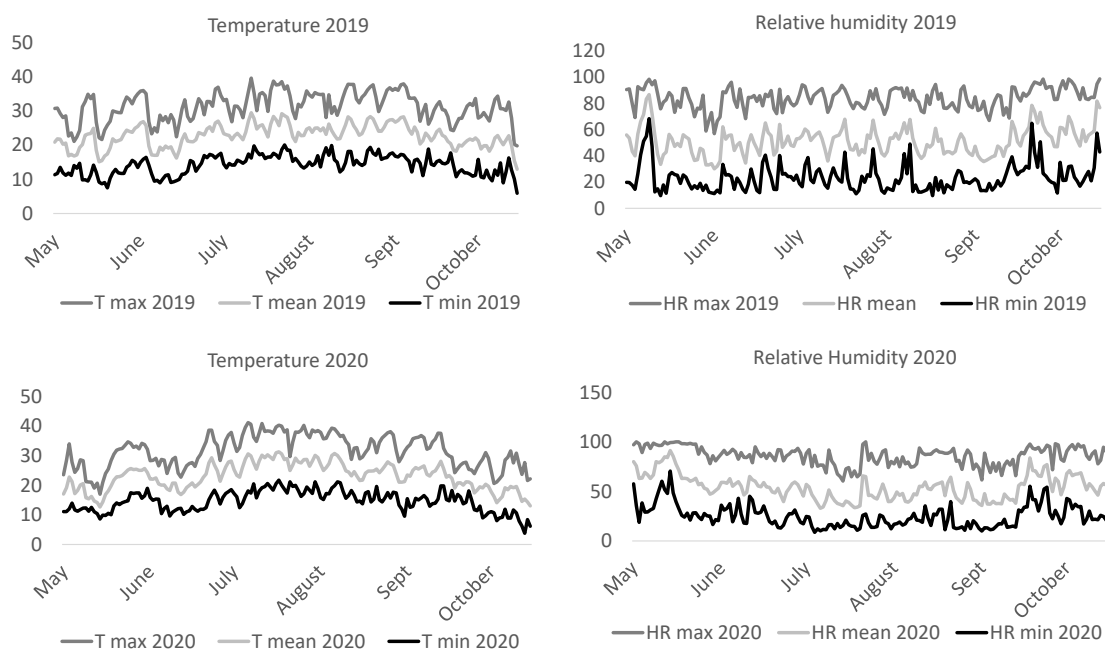 Temperature 2019
50
40
30
20
10
0
May
June
July
August
Sept
October
T max 2019 T mean 2019 T min 2019
Relative humidity 2019
120
100
80
60
40
20
0
May
June
July
August
Sept
October
HR max 2019 HR mean HR min 2019
Temperature 2020
50
40
30
20
10
0
May
June
July
August
Sept
October
T max 2020 T mean 2020 T min 2020
Relative Humidity 2020
150
100
50
0
May
June
July
August
Sept
October
HR max 2020 HR mean 2020 HR min 2020